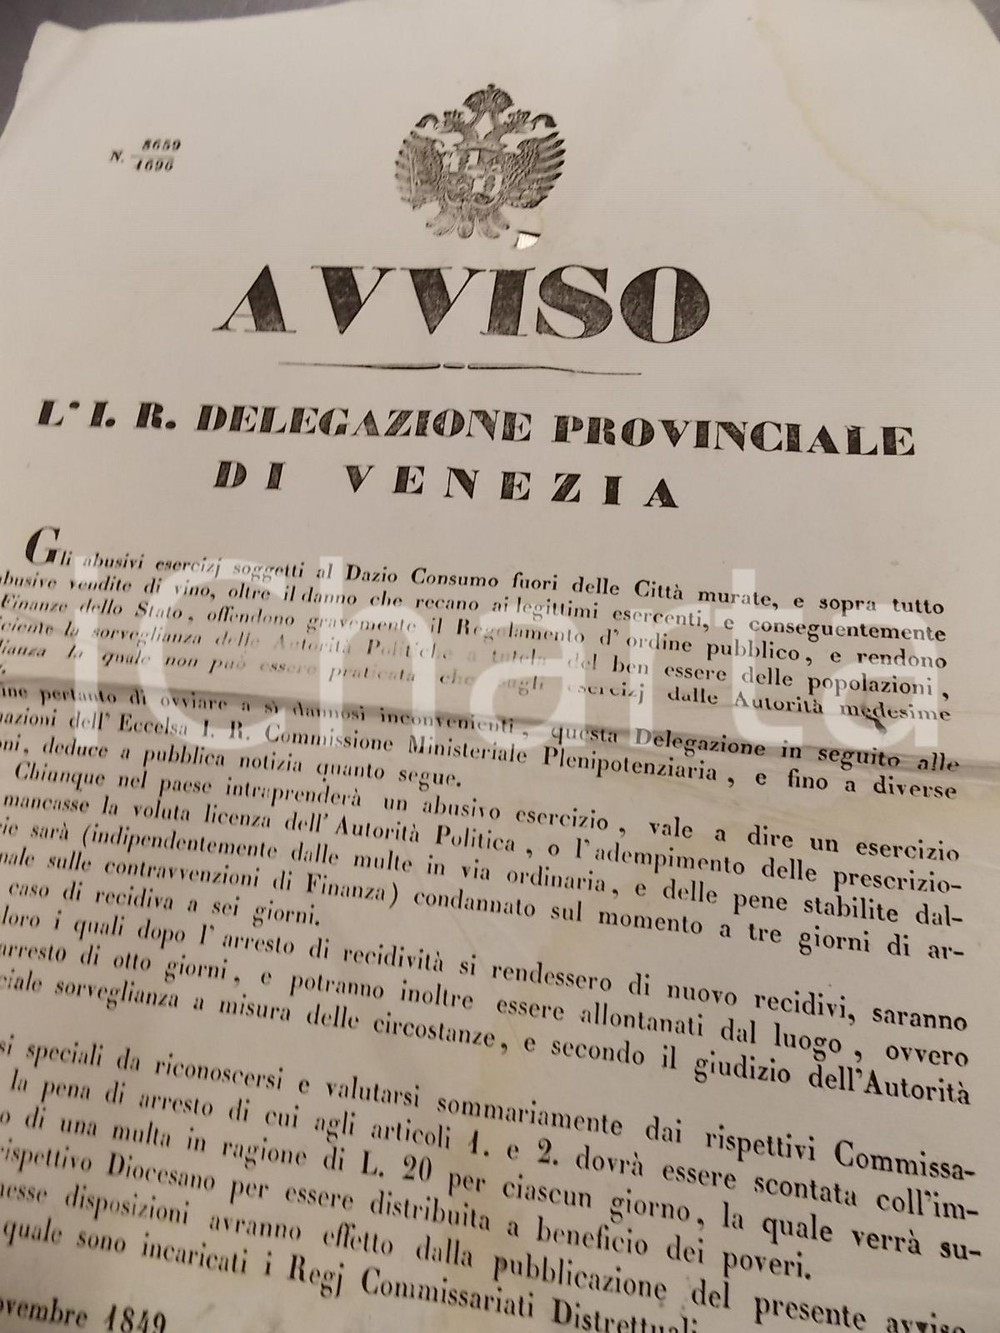 N. 8659
1696
AVVISO
L' I. R. DELEGAZIONE PROVINCIALE
DI VENEZIA
Gli abusivi esercizj soggetti al Dazio Consumo fuori delle Città murate, e sopra tutto
abusive vendite di vino, oltre il danno che recano ai legittimi esercenti, e conseguentemente
Finanze dello Stato, offendono gravemente il Regolamento d'ordine pubblico, e rendono
la sorveglianza delle Autorità Politiche a tutela del ben essere delle popolazioni,
la quale non può essere praticata che sugli esercizj dalle Autorità medesime
pertanto di ovviare a sì dannosi inconvenienti, questa Delegazione in seguito alle
dell' Eccelsa I. R. Commissione Ministeriale Plenipotenziaria, e fino a diverse
deduce a pubblica notizia quanto segue.
Chiunque nel paese intraprenderà un abusivo esercizio, vale a dire un esercizio
mancasse la voluta licenza dell' Autorità Politica, o l'adempimento delle prescrizio-
sarà (indipendentemente dalle multe in via ordinaria, e delle pene stabilite dal-
sulle contravvenzioni di Finanza) condannato sul momento a tre giorni di ar-
caso di recidiva a sei giorni.
loro i quali dopo l' arresto di recidività si rendessero di nuovo recidivi, saranno
arresto di otto giorni, e potranno inoltre essere allontanati dal luogo, ovvero
ciale sorveglianza a misura delle circostanze, e secondo il giudizio dell'Autorità
si speciali da riconoscersi e valutarsi sommariamente dai rispettivi Commissa-
la pena di arresto di cui agli articoli 1. e 2. dovrà essere scontata coll'im-
o di una multa in ragione di L. 20 per ciascun giorno, la quale verrà su-
rispettivo Diocesano per essere distribuita a beneficio dei poveri.
messe disposizioni avranno effetto dalla pubblicazione del presente avviso
quale sono incaricati i Regj Commissariati Distrettuali
ovembre 1849
iCharta